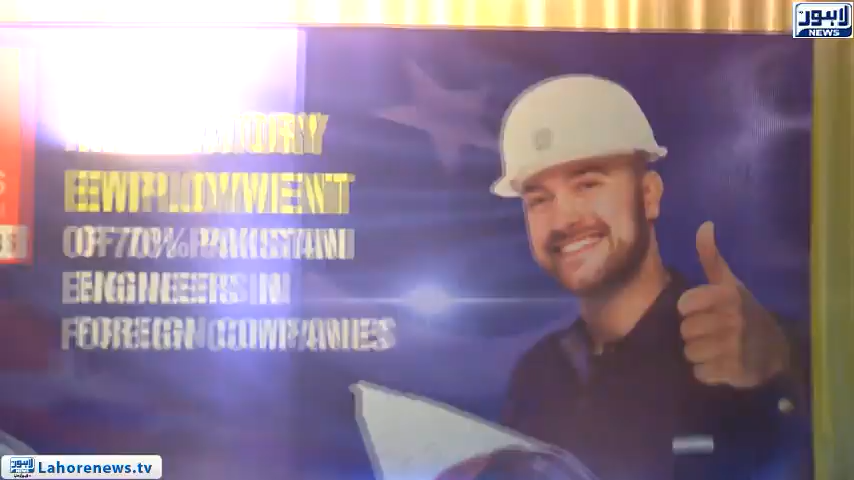 لاہور
NEWS
EMPLOYMENT
OF 70% PAKISTANI
ENGINEERS IN
FOREIGN COMPANIES
Lahorenews.tv